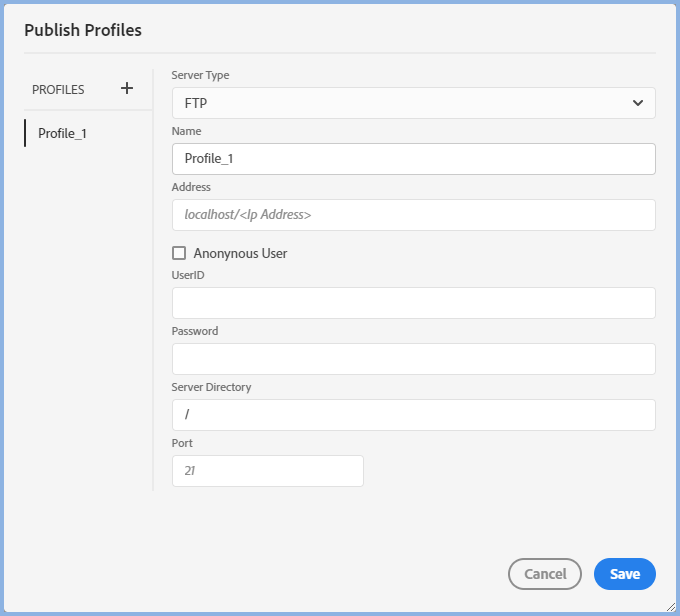 Publish Profiles
PROFILES
Profile_1
Server Type
FTP
Name
Profile_1
Address
localhost/<Ip Address>
Anonynous User
UserID
Password
Server Directory
/
Port
21
Cancel
Save